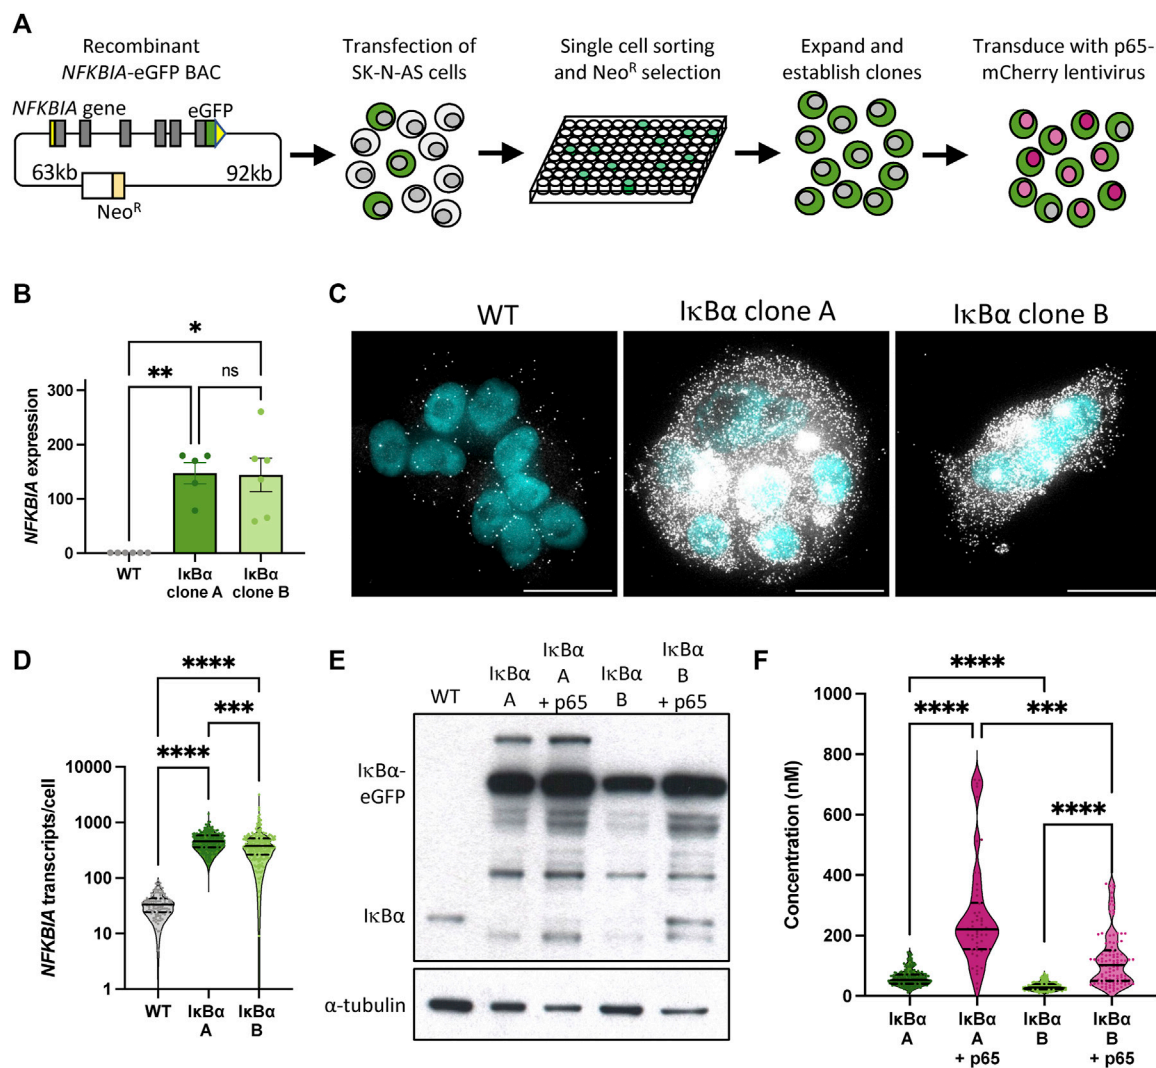 A
Recombinant
NFKBIA-eGFP BAC
NFKBIA gene
eGFP
63kb
92kb
Neo^R
Transfection of
SK-N-AS cells
Single cell sorting
and Neo^R selection
Expand and
establish clones
Transduce with p65-
mCherry lentivirus
B
NFKBIA expression
300
200
100
0
*
**
ns
WT
IκBα
clone A
IκBα
clone B
C
WT
IκBα clone A
IκBα clone B
D
NFKBIA transcripts/cell
10000
1000
100
10
1
****
***
****
WT
IκBα
A
IκBα
B
E
WT
IκBα
A
IκBα
A
+ p65
IκBα
B
IκBα
B
+ p65
IκBα-
eGFP
IκBα
α-tubulin
F
Concentration (nM)
1000
800
600
400
200
0
****
****
***
****
IκBα
A
IκBα
A
+ p65
IκBα
B
IκBα
B
+ p65